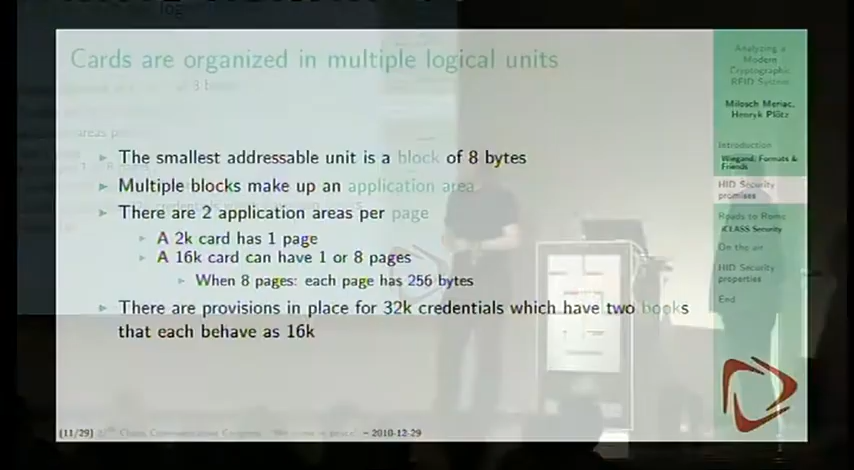 Cards are organized in multiple logical units
The smallest addressable unit is a block of 8 bytes
Multiple blocks make up an application area
There are 2 application areas per page
A 2k card has 1 page
A 16k card can have 1 or 8 pages
When 8 pages: each page has 256 bytes
There are provisions in place for 32k credentials which have two books
that each behave as 16k
(11/29)
2010-12-29
Analyzing a
Modern
Cryptographic
RFID System
Milosch Meriac,
Henryk Plötz
Introduction
Wiegand, Formats &
Friends
HID Security
promises
Roads to Rome
iCLASS Security
On the air
HID Security
properties
End